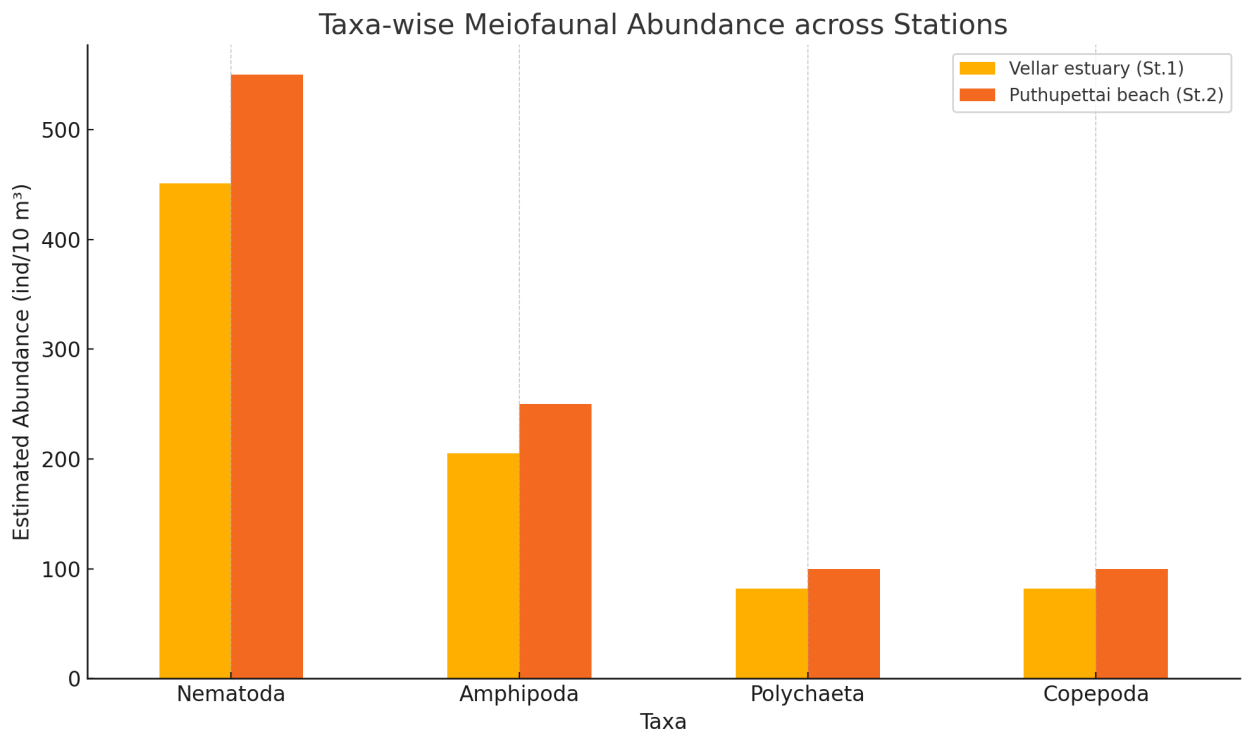 Taxa-wise Meiofaunal Abundance across Stations
Vellar estuary (St.1)
Puthupettai beach (St.2)
Estimated Abundance (ind/10 m³)
500
400
300
200
100
0
Nematoda Amphipoda Polychaeta Copepoda
Taxa